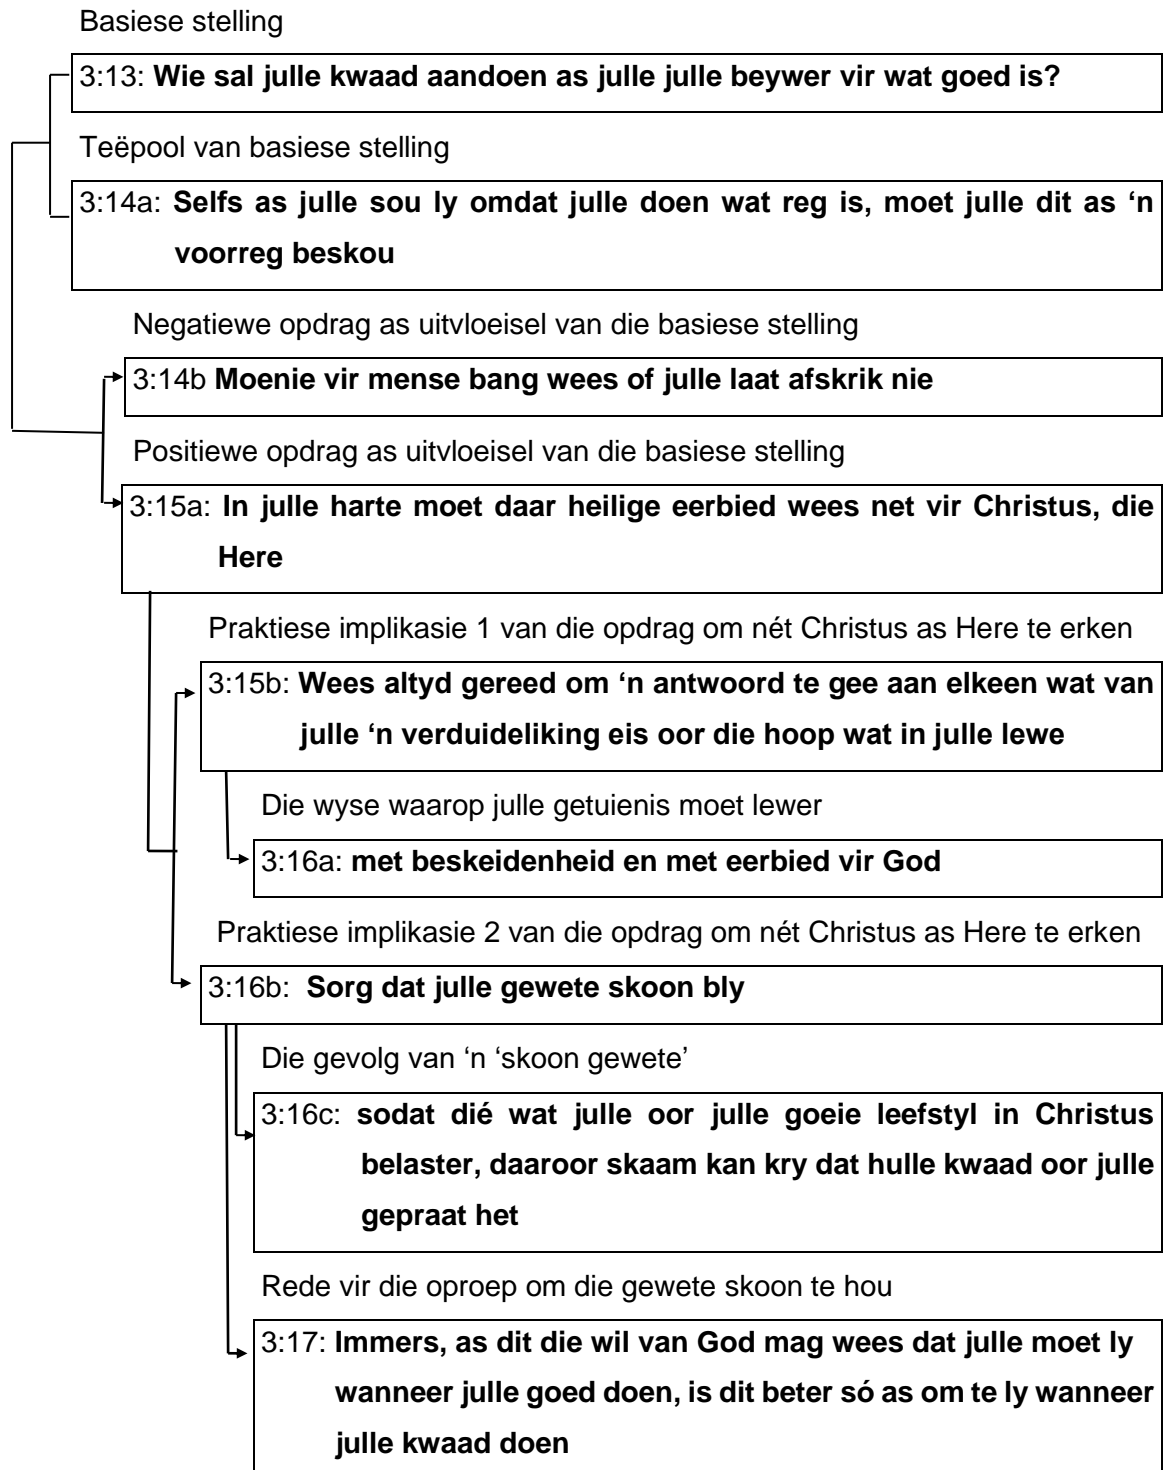 Basiese stelling
3:13: Wie sal julle kwaad aandoen as julle julle beywer vir wat goed is?
Teëpool van basiese stelling
3:14a: Selfs as julle sou ly omdat julle doen wat reg is, moet julle dit as ‘n
voorreg beskou
Negatiewe opdrag as uitvloeisel van die basiese stelling
3:14b Moenie vir mense bang wees of julle laat afskrik nie
Positiewe opdrag as uitvloeisel van die basiese stelling
3:15a: In julle harte moet daar heilige eerbied wees net vir Christus, die
Here
Praktiese implikasie 1 van die opdrag om nét Christus as Here te erken
3:15b: Wees altyd gereed om ‘n antwoord te gee aan elkeen wat van
julle ‘n verduideliking eis oor die hoop wat in julle lewe
Die wyse waarop julle getuienis moet lewer
3:16a: met beskeidenheid en met eerbied vir God
Praktiese implikasie 2 van die opdrag om nét Christus as Here te erken
3:16b: Sorg dat julle gewete skoon bly
Die gevolg van ‘n ‘skoon gewete’
3:16c: sodat dié wat julle oor julle goeie leefstyl in Christus
belaster, daaroor skaam kan kry dat hulle kwaad oor julle
gepraat het
Rede vir die oproep om die gewete skoon te hou
3:17: Immers, as dit die wil van God mag wees dat julle moet ly
wanneer julle goed doen, is dit beter só as om te ly wanneer
julle kwaad doen